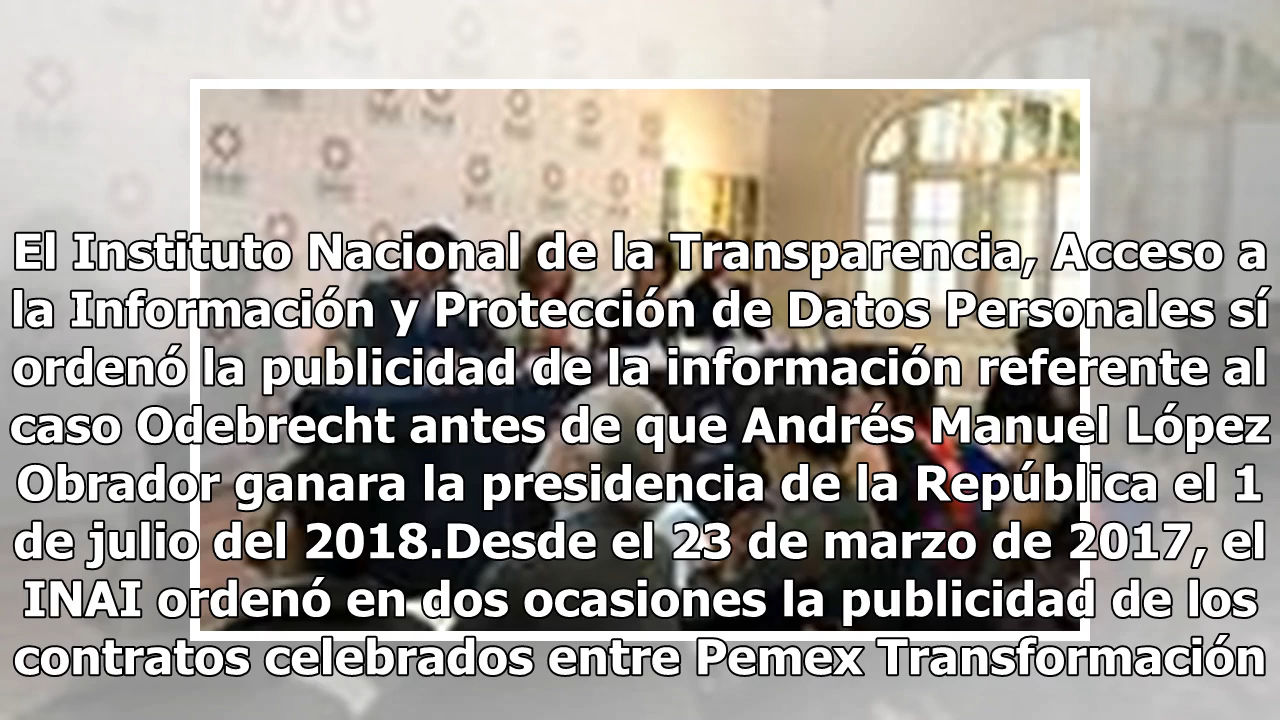 El Instituto Nacional de la Transparencia, Acceso a
la Información y Protección de Datos Personales sí
ordenó la publicidad de la información referente al
caso Odebrecht antes de que Andrés Manuel López
Obrador ganara la presidencia de la República el 1
de julio del 2018.Desde el 23 de marzo de 2017, el
INAI ordenó en dos ocasiones la publicidad de los
contratos celebrados entre Pemex Transformación